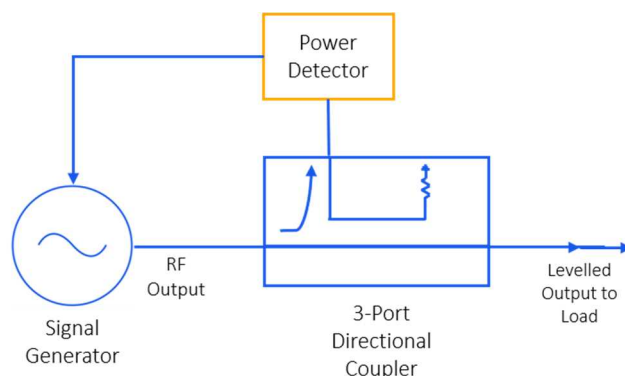 Power
Detector
RF
Output
Signal
Generator
3-Port
Directional
Coupler
Levelled
Output to
Load